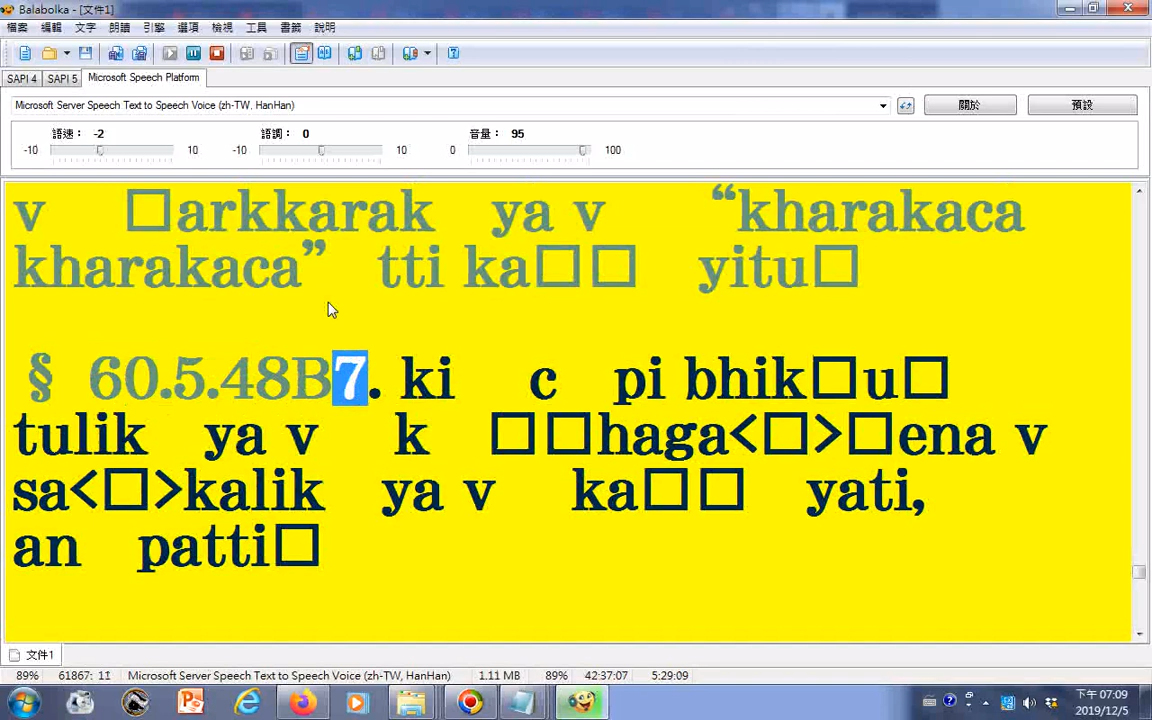 Balabolka - [文件1]
檔案 編輯 文字 朗讀 引擎 選項 檢視 工具 書籤 說明
SAPI 4 SAPI 5 Microsoft Speech Platform
Microsoft Server Speech Text to Speech Voice (zh-TW, HanHan) 關於 預設
語速： -2 語調： 0 音量： 95
-10 10 -10 10 0 100
v □arkkarak ya v “kharakaca
kharakaca” tti ka□□ yitu□
§ 60.5.48B7. ki c pi bhik□u□
tulik ya v k □□haga<□>□ena v
sa<□>kalik ya v ka□□ yati,
an patti□
文件1
89% 61867: 11 Microsoft Server Speech Text to Speech Voice (zh-TW, HanHan) 1.11 MB 89% 42:37:07 5:29:09
下午 07:09
2019/12/5